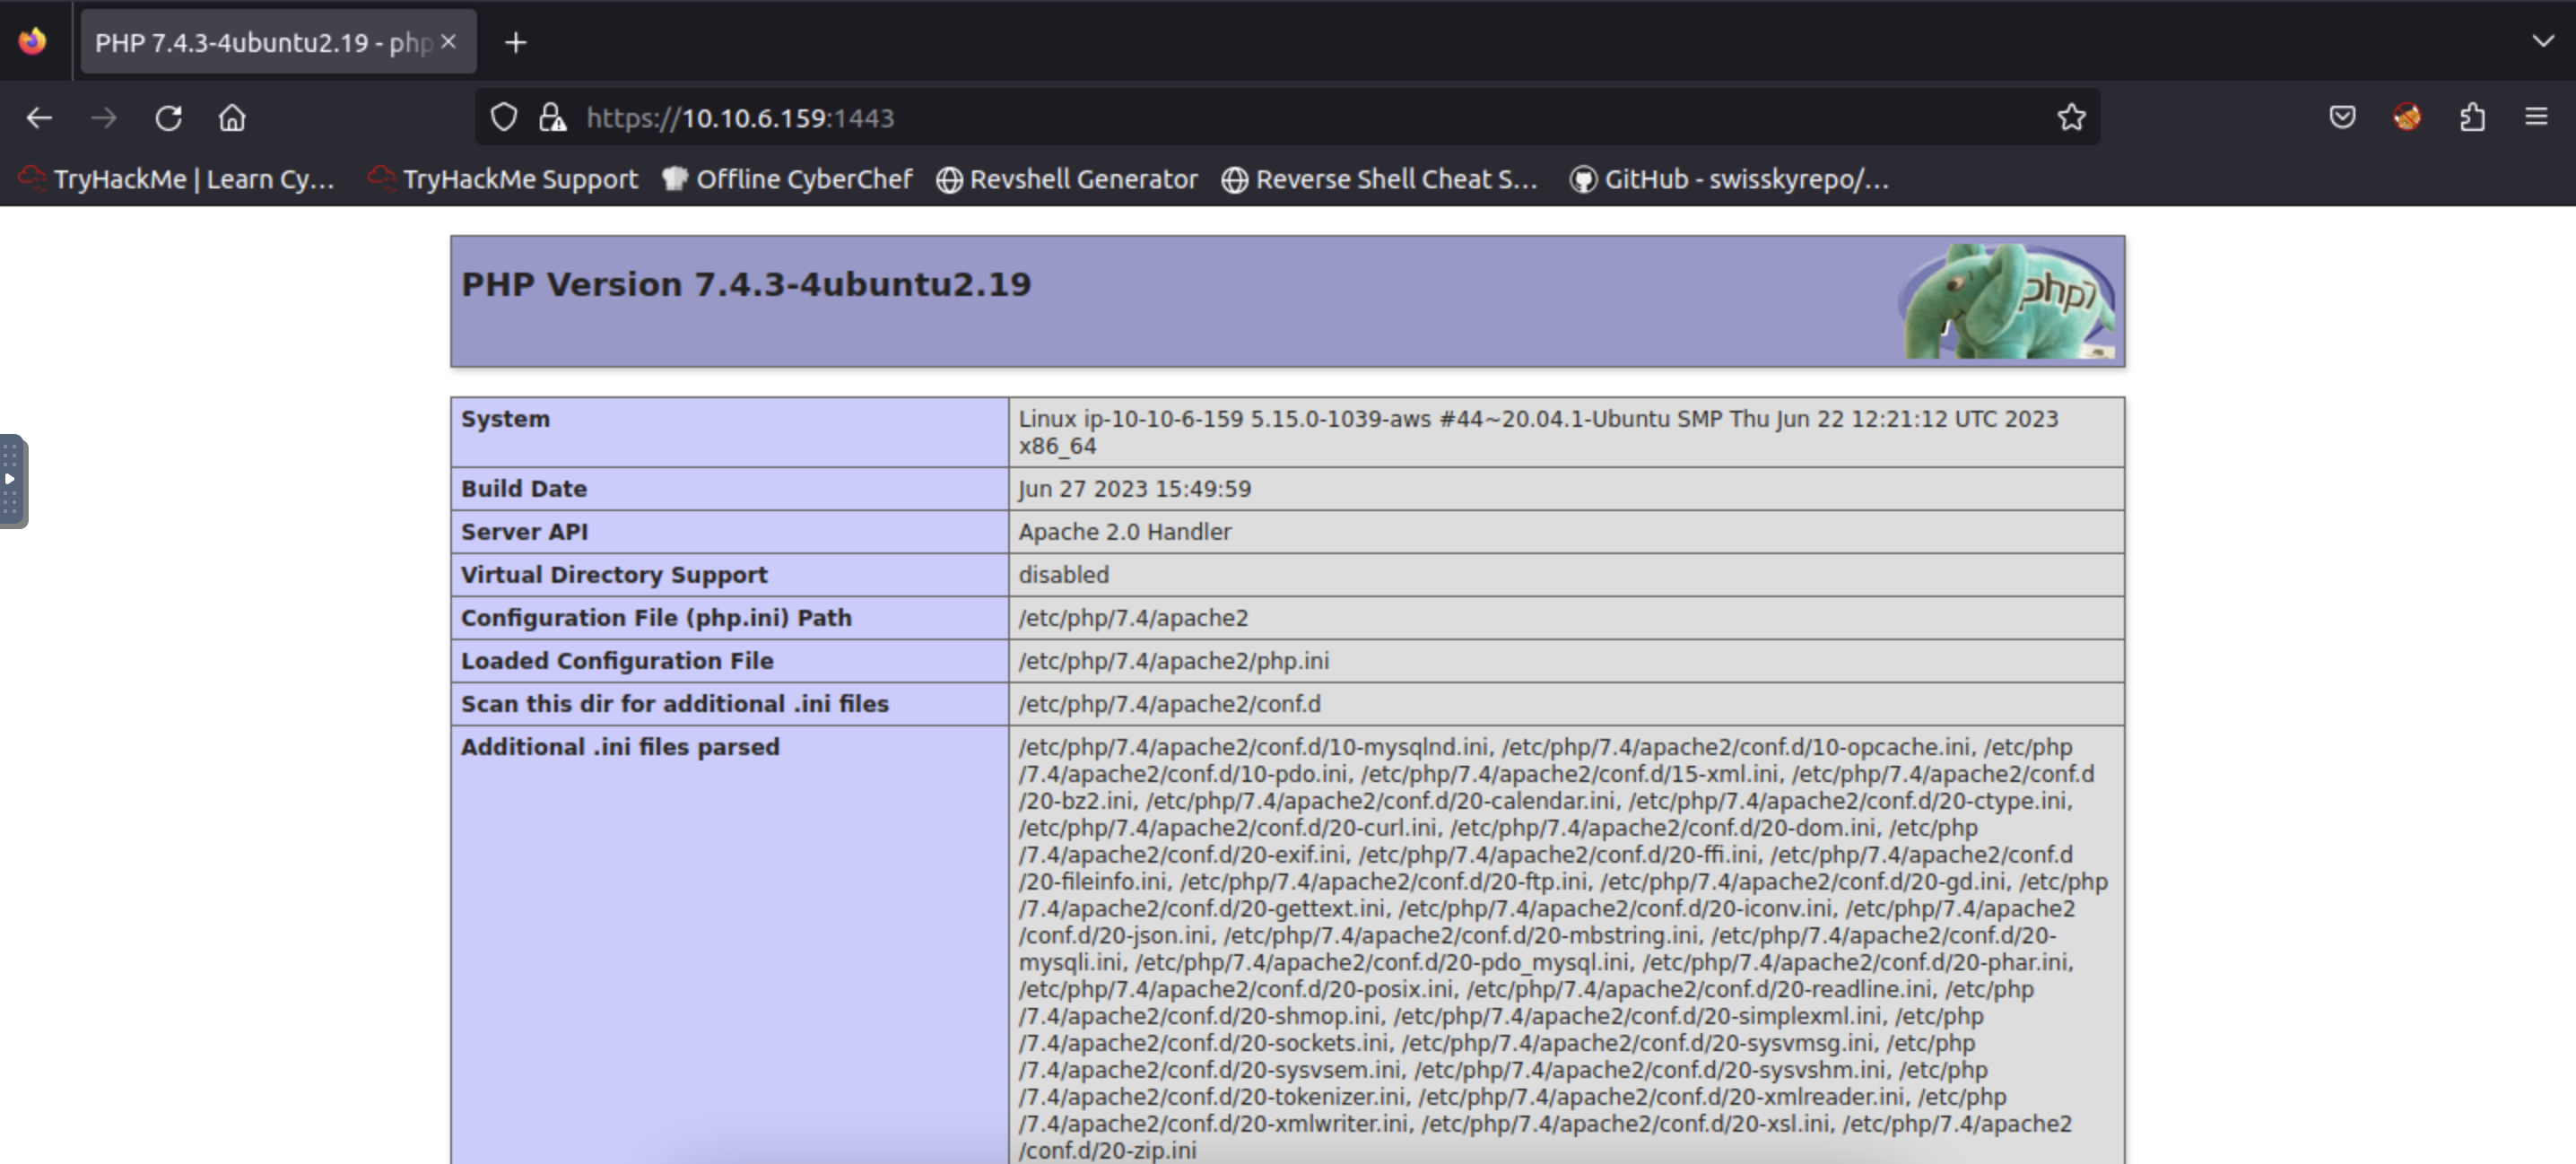 PHP 7.4.3-4ubuntu2.19 - php
https://10.10.6.159:1443
TryHackMe | Learn Cy… TryHackMe Support Offline CyberChef Revshell Generator Reverse Shell Cheat S… GitHub - swisskyrepo/…
PHP Version 7.4.3-4ubuntu2.19
php7
System Linux ip-10-10-6-159 5.15.0-1039-aws #44~20.04.1-Ubuntu SMP Thu Jun 22 12:21:12 UTC 2023
x86_64
Build Date Jun 27 2023 15:49:59
Server API Apache 2.0 Handler
Virtual Directory Support disabled
Configuration File (php.ini) Path /etc/php/7.4/apache2
Loaded Configuration File /etc/php/7.4/apache2/php.ini
Scan this dir for additional .ini files /etc/php/7.4/apache2/conf.d
Additional .ini files parsed /etc/php/7.4/apache2/conf.d/10-mysqlnd.ini, /etc/php/7.4/apache2/conf.d/10-opcache.ini, /etc/php
/7.4/apache2/conf.d/10-pdo.ini, /etc/php/7.4/apache2/conf.d/15-xml.ini, /etc/php/7.4/apache2/conf.d
/20-bz2.ini, /etc/php/7.4/apache2/conf.d/20-calendar.ini, /etc/php/7.4/apache2/conf.d/20-ctype.ini,
/etc/php/7.4/apache2/conf.d/20-curl.ini, /etc/php/7.4/apache2/conf.d/20-dom.ini, /etc/php
/7.4/apache2/conf.d/20-exif.ini, /etc/php/7.4/apache2/conf.d/20-ffi.ini, /etc/php/7.4/apache2/conf.d
/20-fileinfo.ini, /etc/php/7.4/apache2/conf.d/20-ftp.ini, /etc/php/7.4/apache2/conf.d/20-gd.ini, /etc/php
/7.4/apache2/conf.d/20-gettext.ini, /etc/php/7.4/apache2/conf.d/20-iconv.ini, /etc/php/7.4/apache2
/conf.d/20-json.ini, /etc/php/7.4/apache2/conf.d/20-mbstring.ini, /etc/php/7.4/apache2/conf.d/20-
mysqli.ini, /etc/php/7.4/apache2/conf.d/20-pdo_mysql.ini, /etc/php/7.4/apache2/conf.d/20-phar.ini,
/etc/php/7.4/apache2/conf.d/20-posix.ini, /etc/php/7.4/apache2/conf.d/20-readline.ini, /etc/php
/7.4/apache2/conf.d/20-shmop.ini, /etc/php/7.4/apache2/conf.d/20-simplexml.ini, /etc/php
/7.4/apache2/conf.d/20-sockets.ini, /etc/php/7.4/apache2/conf.d/20-sysvmsg.ini, /etc/php
/7.4/apache2/conf.d/20-sysvsem.ini, /etc/php/7.4/apache2/conf.d/20-sysvshm.ini, /etc/php
/7.4/apache2/conf.d/20-tokenizer.ini, /etc/php/7.4/apache2/conf.d/20-xmlreader.ini, /etc/php
/7.4/apache2/conf.d/20-xmlwriter.ini, /etc/php/7.4/apache2/conf.d/20-xsl.ini, /etc/php/7.4/apache2
/conf.d/20-zip.ini